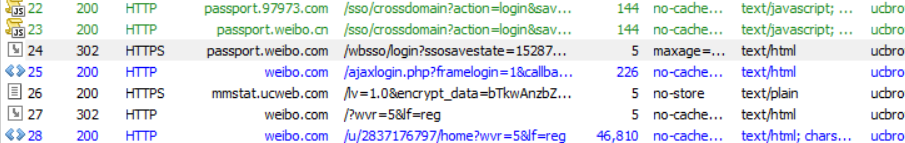 22 200 HTTP passport.97973.com /sso/crossdomain?action=login&sav... 144 no-cache... text/javascript; ... ucbro
23 200 HTTP passport.weibo.cn /sso/crossdomain?action=login&sav... 144 no-cache... text/javascript; ... ucbro
24 302 HTTPS passport.weibo.com /wbsso/login?ssosavestate=15287... 5 maxage=... text/html ucbro
25 200 HTTP weibo.com /ajaxlogin.php?framelogin=1&callba... 226 no-cache... text/html ucbro
26 200 HTTPS mmstat.ucweb.com /lv=1.0&encrypt_data=bTkwAnzbZ... 5 no-store text/plain ucbro
27 302 HTTP weibo.com /?wvr=5&lf=reg 5 no-cache... text/html ucbro
28 200 HTTP weibo.com /u/2837176797/home?wvr=5&lf=reg 46,810 no-cache... text/html; chars... ucbro